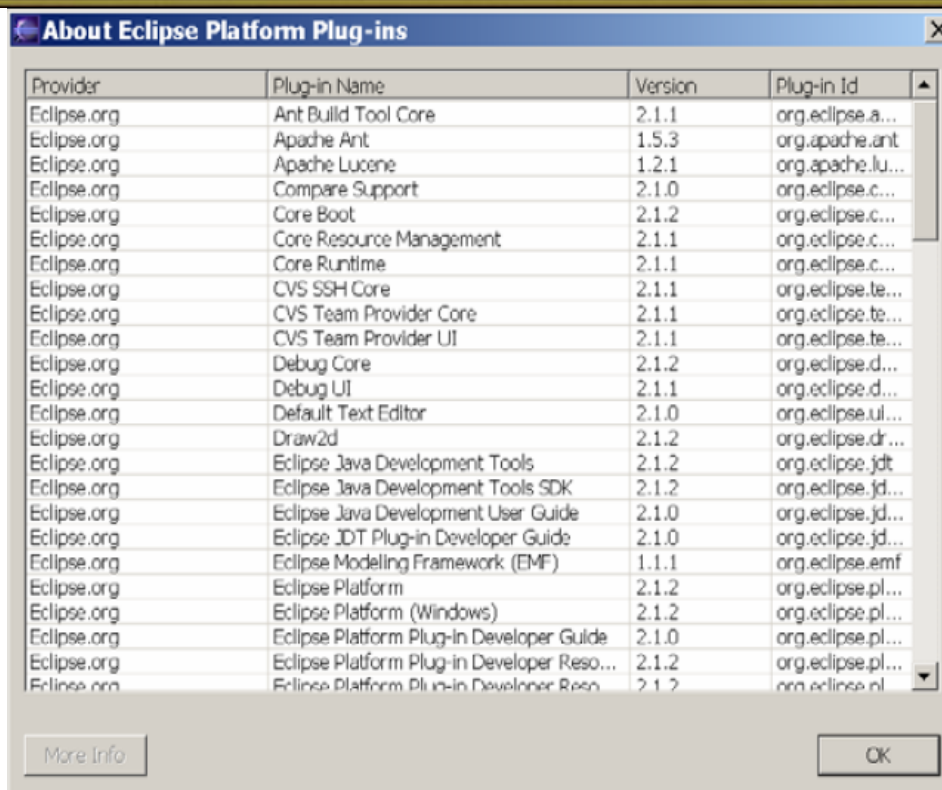 About Eclipse Platform Plug-ins
Provider Plug-in Name Version Plug-in Id
Eclipse.org Ant Build Tool Core 2.1.1 org.eclipse.a...
Eclipse.org Apache Ant 1.5.3 org.apache.ant
Eclipse.org Apache Lucene 1.2.1 org.apache.lu...
Eclipse.org Compare Support 2.1.0 org.eclipse.c...
Eclipse.org Core Boot 2.1.2 org.eclipse.c...
Eclipse.org Core Resource Management 2.1.1 org.eclipse.c...
Eclipse.org Core Runtime 2.1.1 org.eclipse.c...
Eclipse.org CVS SSH Core 2.1.1 org.eclipse.te...
Eclipse.org CVS Team Provider Core 2.1.1 org.eclipse.te...
Eclipse.org CVS Team Provider UI 2.1.1 org.eclipse.te...
Eclipse.org Debug Core 2.1.2 org.eclipse.d...
Eclipse.org Debug UI 2.1.1 org.eclipse.d...
Eclipse.org Default Text Editor 2.1.0 org.eclipse.ui...
Eclipse.org Draw2d 2.1.2 org.eclipse.dr...
Eclipse.org Eclipse Java Development Tools 2.1.2 org.eclipse.jdt
Eclipse.org Eclipse Java Development Tools SDK 2.1.2 org.eclipse.jd...
Eclipse.org Eclipse Java Development User Guide 2.1.0 org.eclipse.jd...
Eclipse.org Eclipse JDT Plug-in Developer Guide 2.1.0 org.eclipse.jd...
Eclipse.org Eclipse Modeling Framework (EMF) 1.1.1 org.eclipse.emf
Eclipse.org Eclipse Platform 2.1.2 org.eclipse.pl...
Eclipse.org Eclipse Platform (Windows) 2.1.2 org.eclipse.pl...
Eclipse.org Eclipse Platform Plug-in Developer Guide 2.1.0 org.eclipse.pl...
Eclipse.org Eclipse Platform Plug-in Developer Reso... 2.1.2 org.eclipse.pl...
Eclipse.org Eclipse Platform Plug-in Developer Reso... 2.1.2 org.eclipse.pl...
More Info OK